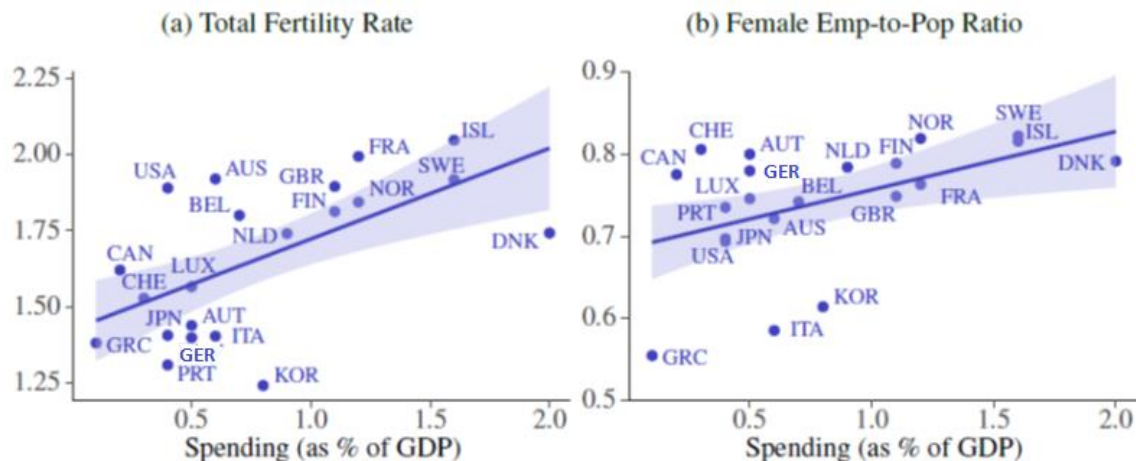 (a) Total Fertility Rate
2.25
2.00
1.75
1.50
1.25
USA
AUS
BEL
GBR
FRA
ISL
SWE
NOR
FIN
NLD
DNK
CAN
CHE
LUX
JPN
AUT
GRC
GER
ITA
PRT
KOR
0.5
1.0
1.5
2.0
Spending (as % of GDP)
(b) Female Emp-to-Pop Ratio
0.9
0.8
0.7
0.6
0.5
CHE
AUT
CAN
GER
NLD
FIN
NOR
SWE
ISL
DNK
LUX
BEL
PRT
GBR
FRA
JPN
AUS
USA
KOR
ITA
GRC
0.5
1.0
1.5
2.0
Spending (as % of GDP)